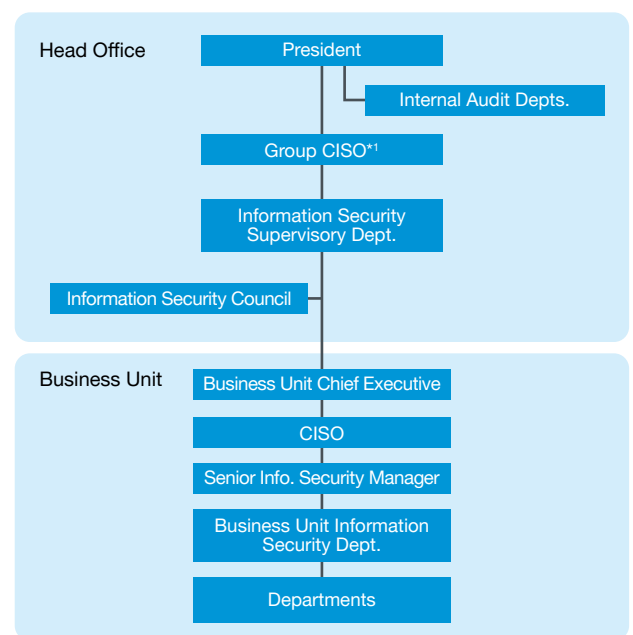 Head Office
President
Internal Audit Depts.
Group CISO*1
Information Security
Supervisory Dept.
Information Security Council
Business Unit
Business Unit Chief Executive
CISO
Senior Info. Security Manager
Business Unit Information
Security Dept.
Departments